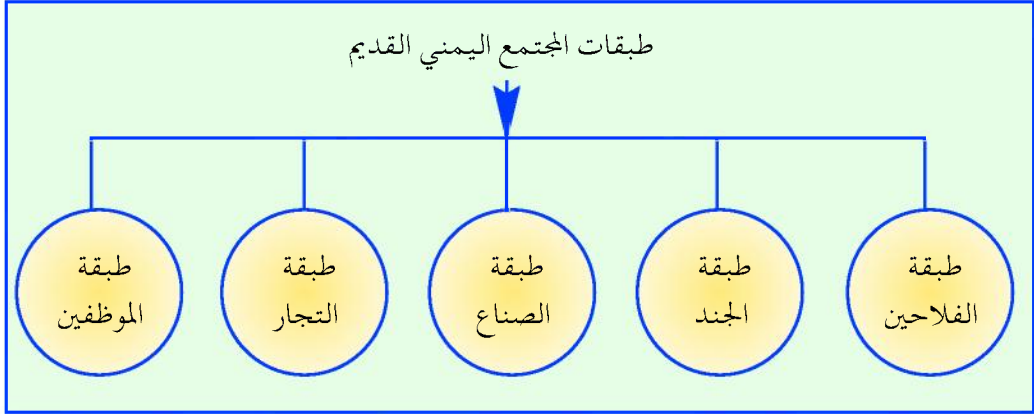 طبقات المجتمع اليمني القديم
طبقة
الفلاحين
طبقة
الجند
طبقة
الصناع
طبقة
التجار
طبقة
الموظفين